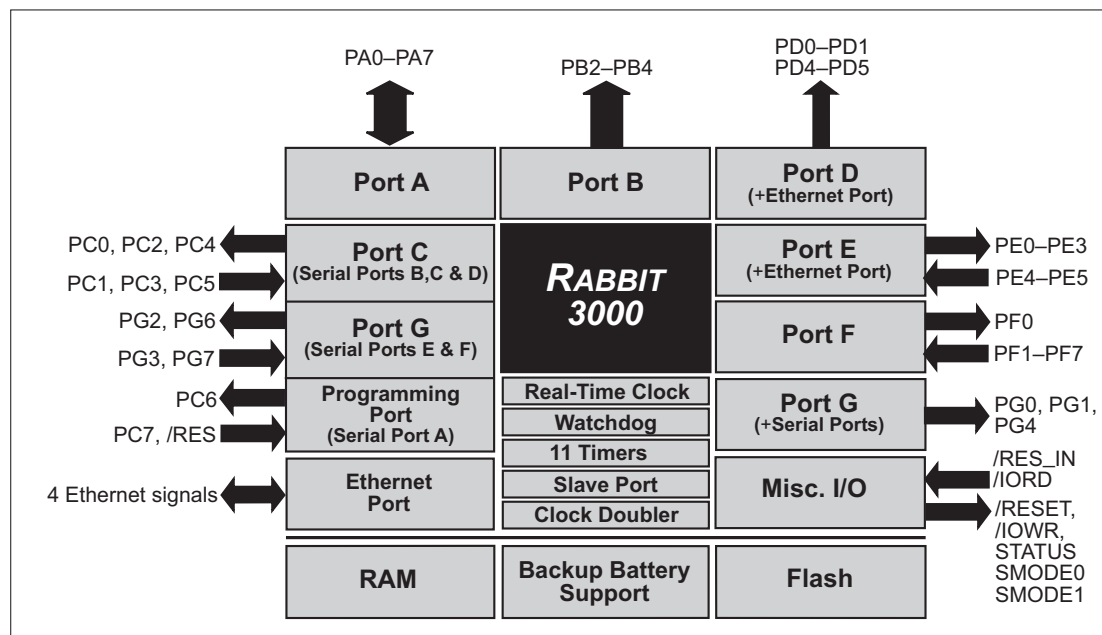 PA0–PA7
PB2–PB4
PD0–PD1
PD4–PD5
Port A
Port B
Port D
(+Ethernet Port)
PC0, PC2, PC4
PC1, PC3, PC5
Port C
(Serial Ports B,C & D)
RABBIT
3000
Port E
(+Ethernet Port)
PE0–PE3
PE4–PE5
PG2, PG6
PG3, PG7
Port G
(Serial Ports E & F)
Port F
PF0
PF1–PF7
PC6
PC7, /RES
Programming
Port
(Serial Port A)
Real-Time Clock
Watchdog
11 Timers
Slave Port
Clock Doubler
Port G
(+Serial Ports)
PG0, PG1,
PG4
4 Ethernet signals
Ethernet
Port
Misc. I/O
/RES_IN
/IORD
/RESET,
/IOWR,
STATUS
SMODE0
SMODE1
RAM
Backup Battery
Support
Flash